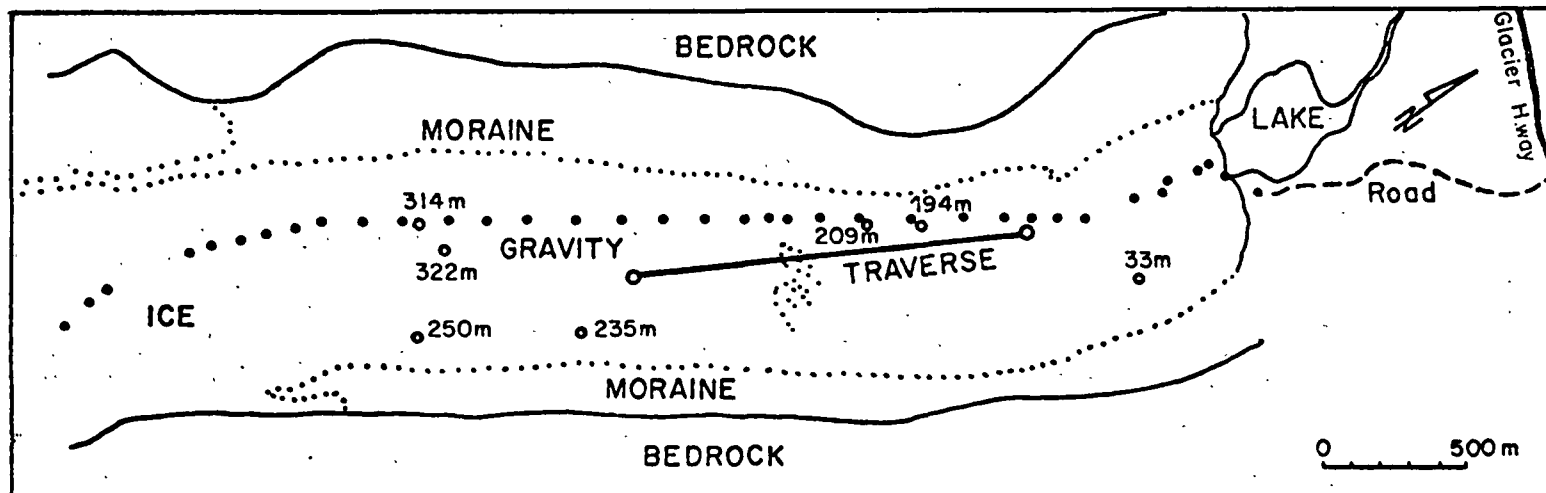 BEDROCK
Glacier H.way
MORAINE
LAKE
N
Road
314m
194m
209m
GRAVITY
322m
TRAVERSE
33m
ICE
250m
235m
MORAINE
BEDROCK
0 500m